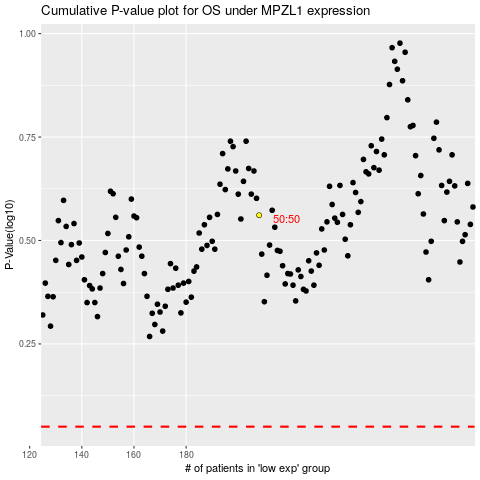 Cumulative P-value plot for OS under MPZL1 expression
P-Value(log10)
1.00
0.75
0.50
0.25
50:50
120 140 160 180
# of patients in 'low exp' group